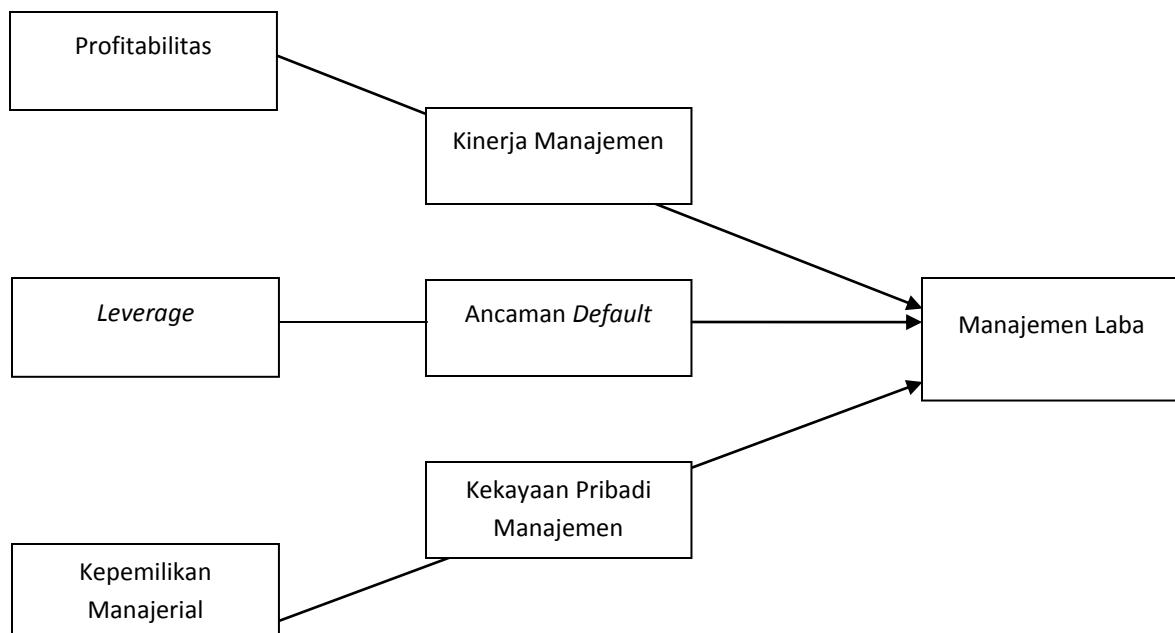 Profitabilitas
Kinerja Manajemen
Leverage
Ancaman Default
Manajemen Laba
Kekayaan Pribadi
Manajemen
Kepemilikan
Manajerial